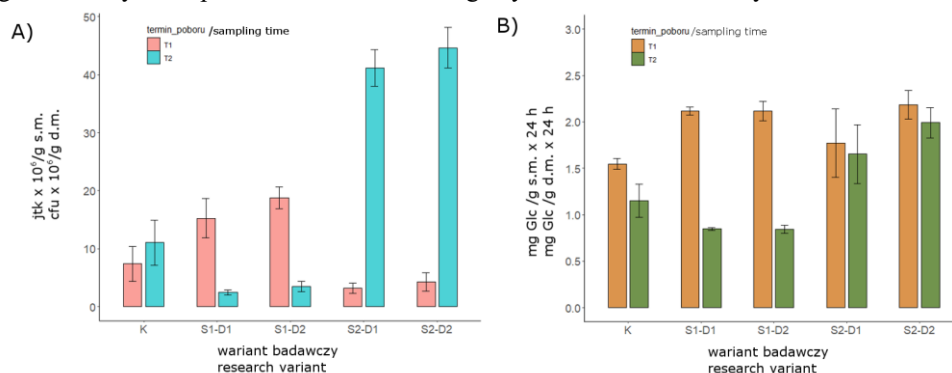 A)
termin_poboru /sampling time
T1
T2
50
40
30
20
10
0
jtk x 10⁶/g s.m.
cfu x 10⁶/g d.m.
K S1-D1 S1-D2 S2-D1 S2-D2
wariant badawczy
research variant
B)
termin_poboru /sampling time
T1
T2
3.0
2.5
2.0
1.5
1.0
0.5
0.0
mg Glc /g s.m. x 24 h
mg Glc /g d.m. x 24 h
K S1-D1 S1-D2 S2-D1 S2-D2
wariant badawczy
research variant